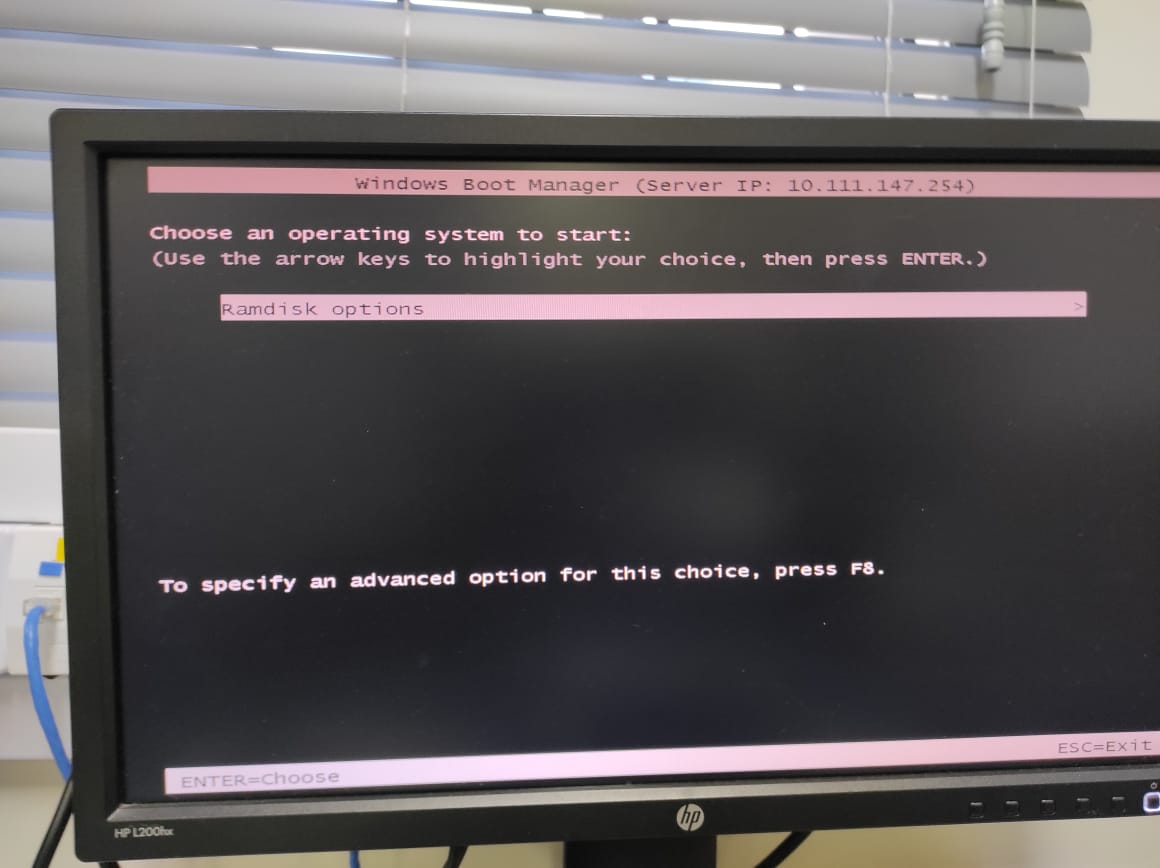 Windows Boot Manager (Server IP: 10.111.147.254)
Choose an operating system to start:
(Use the arrow keys to highlight your choice, then press ENTER.)
Ramdisk options >
To specify an advanced option for this choice, press F8.
ENTER=Choose ESC=Exit
HP L200hx hp